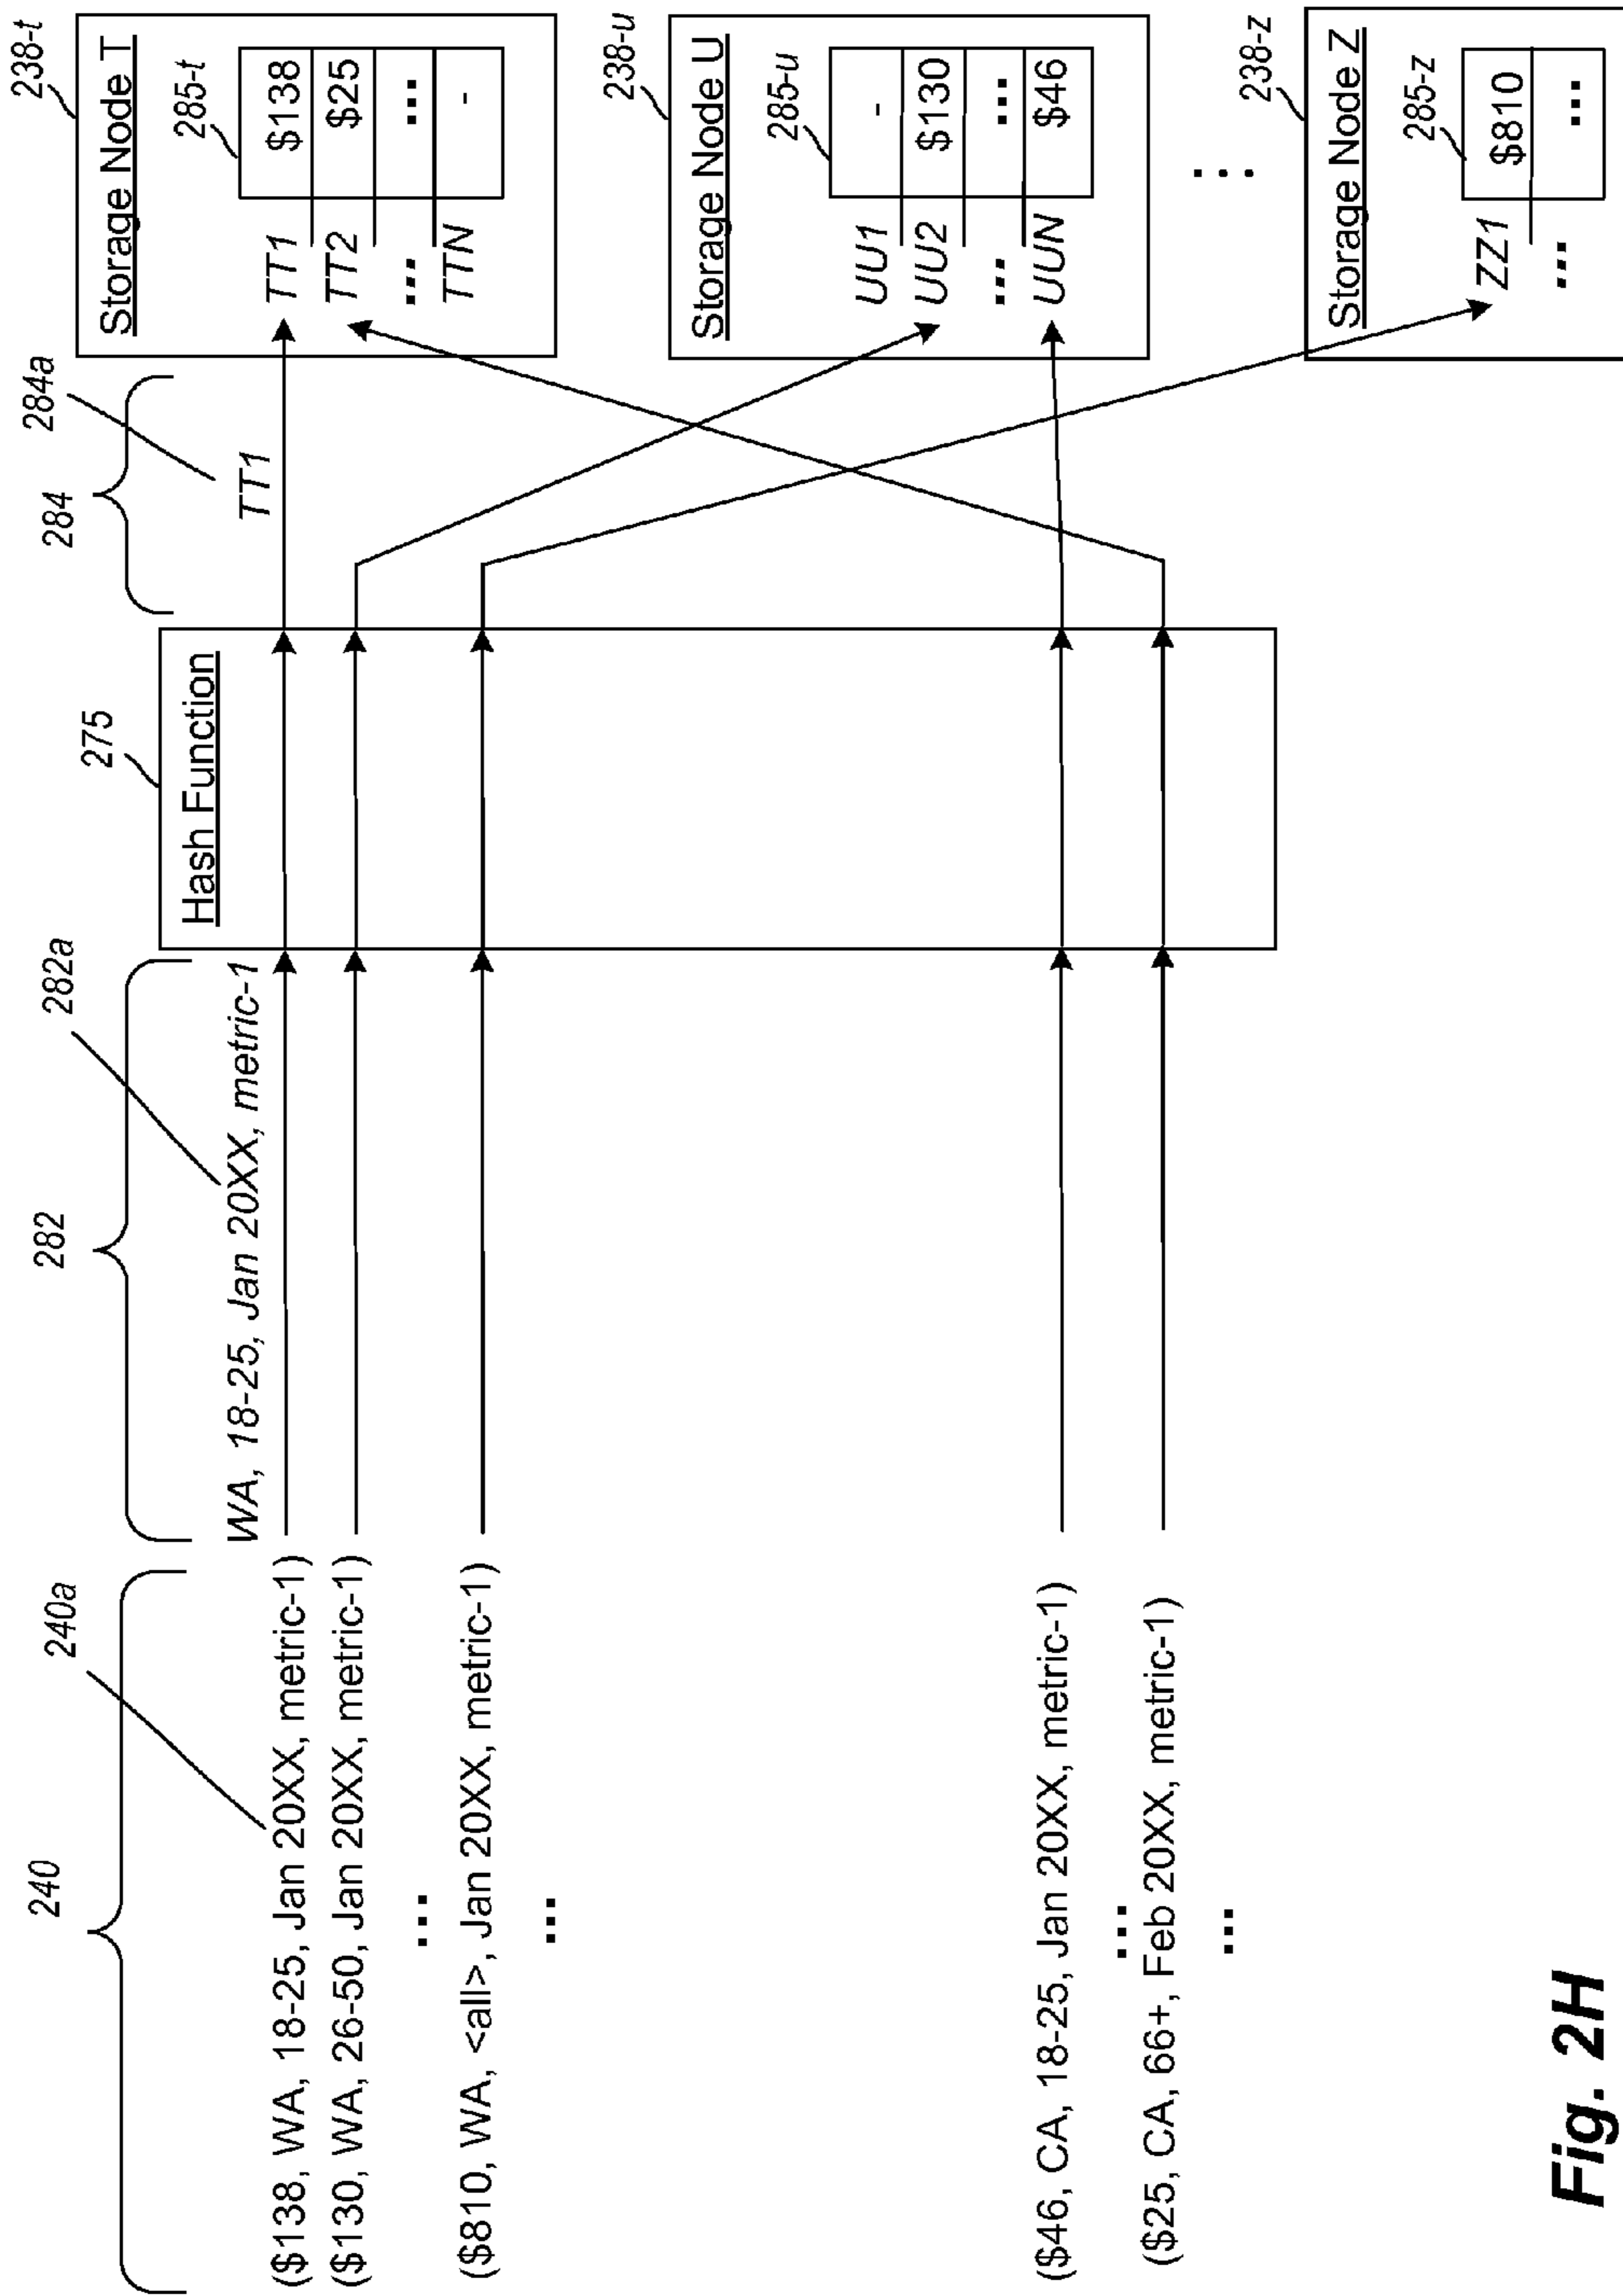 240
240a
282
282a
275
284
284a
238-t
($138, WA, 18-25, Jan 20XX, metric-1)
($130, WA, 26-50, Jan 20XX, metric-1)
...
($810, WA, <all>, Jan 20XX, metric-1)
...
($46, CA, 18-25, Jan 20XX, metric-1)
...
($25, CA, 66+, Feb 20XX, metric-1)
...
WA, 18-25, Jan 20XX, metric-1
Hash Function
TT1
Storage Node T
285-t
TT1 $138
TT2 $25
... ...
TTN -
238-u
Storage Node U
285-u
UU1 -
UU2 $130
... ...
UUN $46
...
238-z
Storage Node Z
285-z
ZZ1 $810
... ...
Fig. 2H